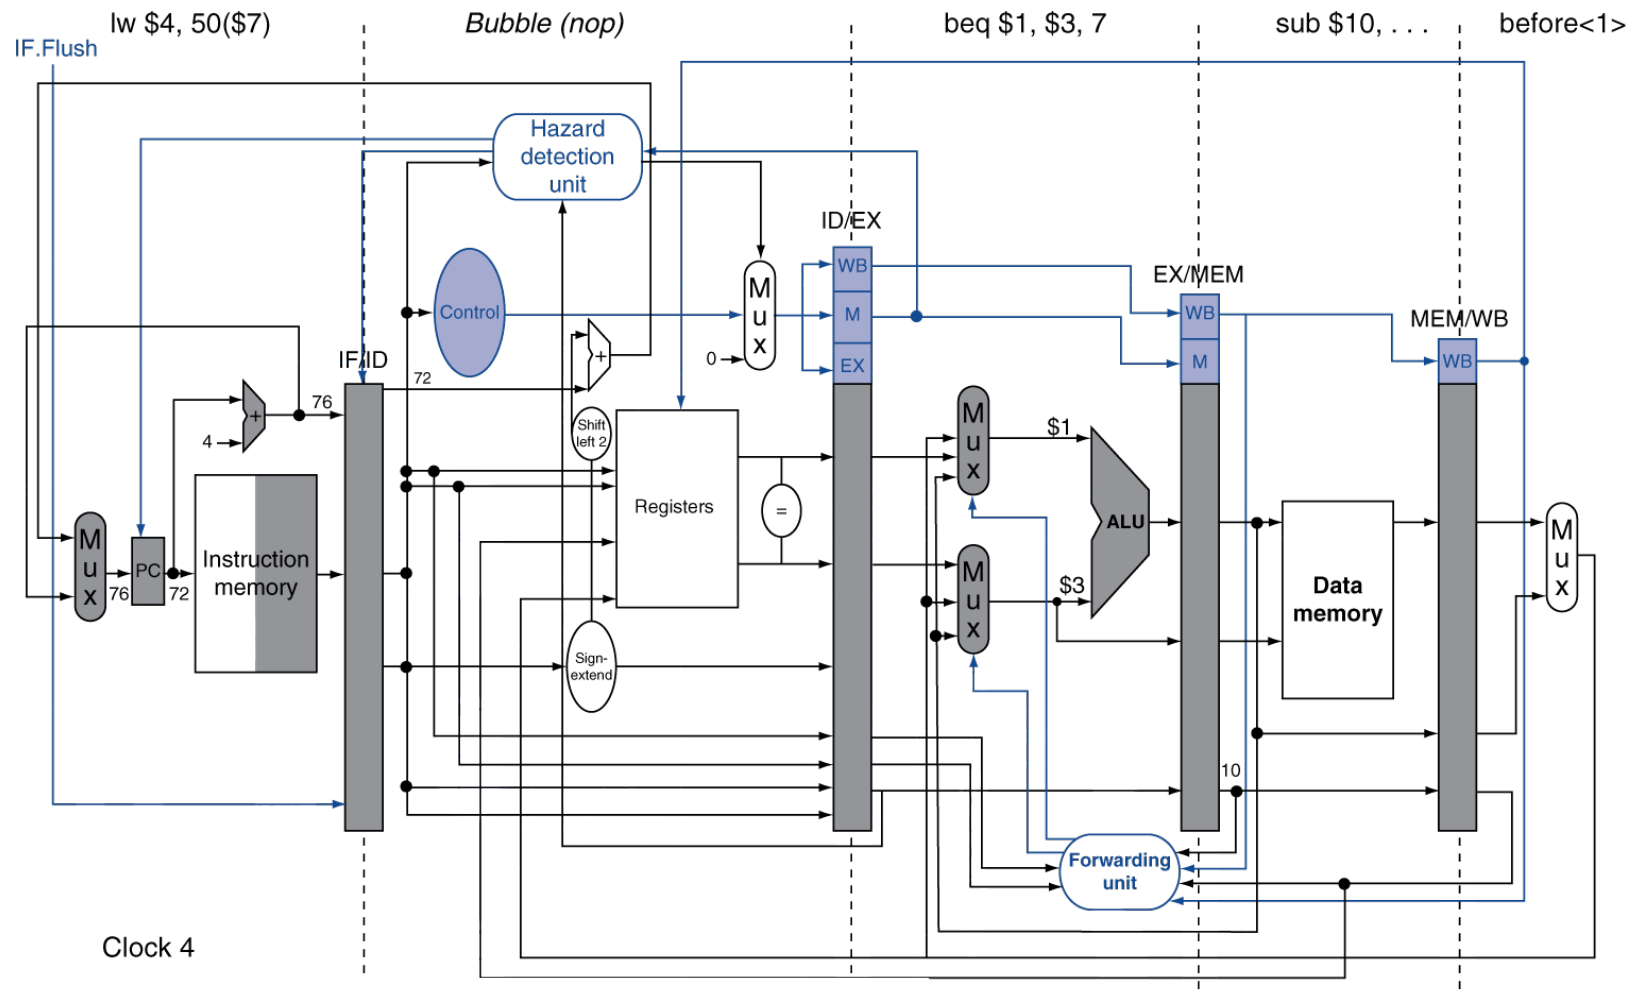 lw $4, 50($7)
Bubble (nop)
beq $1, $3, 7
sub $10, . . .
before<1>
IF.Flush
Hazard
detection
unit
ID/EX
WB
M
EX
EX/MEM
WB
M
MEM/WB
WB
Control
M
u
x
0
IF/ID
72
+
76
+
4
Shift
left 2
Registers
=
M
u
x
$1
ALU
M
u
x
$3
M
u
x
76
PC
72
Instruction
memory
Data
memory
M
u
x
Sign-
extend
10
Forwarding
unit
Clock 4